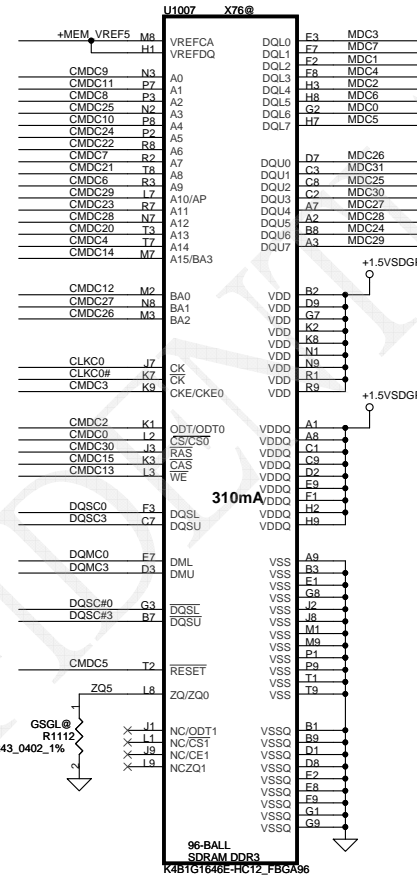 U1007 X76@
+MEM_VREF5 M8 VREFCA DQL0 E3 MDC3
H1 VREFDQ DQL1 F7 MDC7
DQL2 F2 MDC1
CMDC9 N3 A0 DQL3 F8 MDC4
CMDC11 P7 A1 DQL4 H3 MDC2
CMDC8 P3 A2 DQL5 H8 MDC6
CMDC25 N2 A3 DQL6 G2 MDC0
CMDC10 P8 A4 DQL7 H7 MDC5
CMDC24 P2 A5
CMDC22 R8 A6
CMDC7 R2 A7 DQU0 D7 MDC26
CMDC21 T8 A8 DQU1 C3 MDC31
CMDC6 R3 A9 DQU2 C8 MDC25
CMDC29 L7 A10/AP DQU3 C2 MDC30
CMDC23 R7 A11 DQU4 A7 MDC27
CMDC28 N7 A12 DQU5 A2 MDC28
CMDC20 T3 A13 DQU6 B8 MDC24
CMDC4 T7 A14 DQU7 A3 MDC29
CMDC14 M7 A15/BA3
+1.5VSDGP
CMDC12 M2 BA0 VDD B2
CMDC27 N8 BA1 VDD D9
CMDC26 M3 BA2 VDD G7
VDD K2
VDD K8
VDD N1
CLKC0 J7 CK VDD N9
CLKC0# K7 CK VDD R1
CMDC3 K9 CKE/CKE0 VDD R9
+1.5VSDGP
CMDC2 K1 ODT/ODT0 VDDQ A1
CMDC0 L2 CS/CS0 VDDQ A8
CMDC30 J3 RAS VDDQ C1
CMDC15 K3 CAS VDDQ C9
CMDC13 L3 WE VDDQ D2
VDDQ E9
310mA VDDQ F1
DQSC0 F3 DQSL VDDQ H2
DQSC3 C7 DQSU VDDQ H9
DQMC0 E7 DML VSS A9
DQMC3 D3 DMU VSS B3
VSS E1
VSS G8
DQSC#0 G3 DQSL VSS J2
DQSC#3 B7 DQSU VSS J8
VSS M1
VSS M9
VSS P1
CMDC5 T2 RESET VSS P9
VSS T1
ZQ5 L8 ZQ/ZQ0 VSS T9
1
GSGL@ J1 NC/ODT1 VSSQ B1
R1112 L1 NC/CS1 VSSQ B9
43_0402_1% J9 NC/CE1 VSSQ D1
2 L9 NCZQ1 VSSQ D8
VSSQ E2
VSSQ E8
VSSQ F9
VSSQ G1
VSSQ G9
96-BALL
SDRAM DDR3
K4B1G1646E-HC12_FBGA96